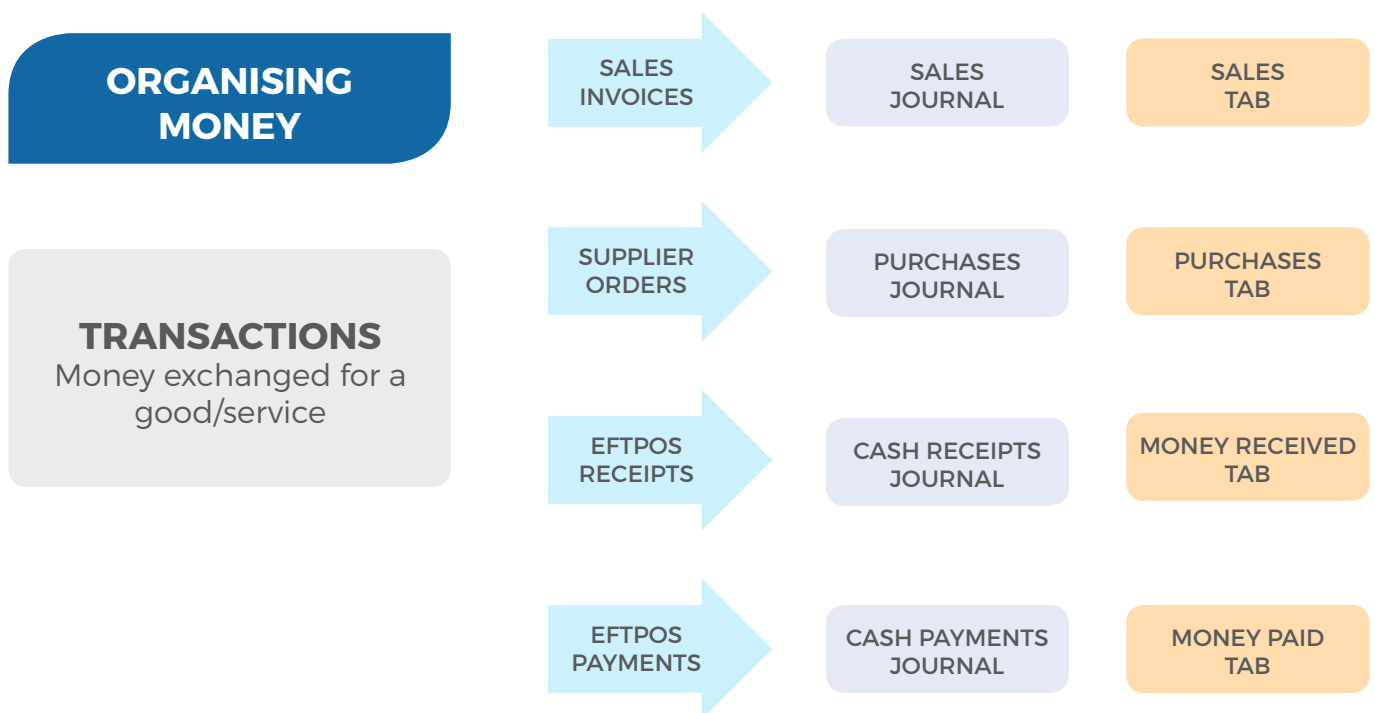 ORGANISING
MONEY
TRANSACTIONS
Money exchanged for a
good/service
SALES
INVOICES
SALES
JOURNAL
SALES
TAB
SUPPLIER
ORDERS
PURCHASES
JOURNAL
PURCHASES
TAB
EFTPOS
RECEIPTS
CASH RECEIPTS
JOURNAL
MONEY RECEIVED
TAB
EFTPOS
PAYMENTS
CASH PAYMENTS
JOURNAL
MONEY PAID
TAB